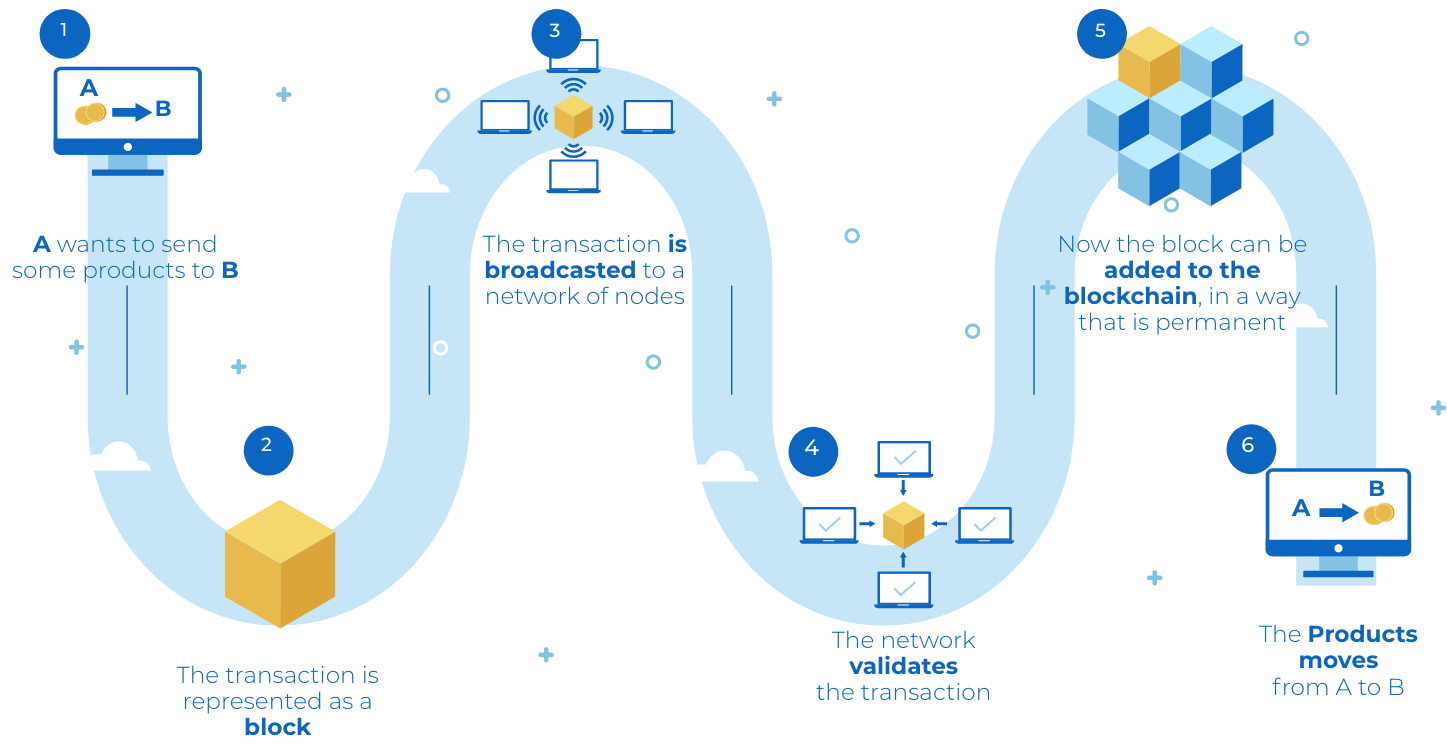 1
A
B
A wants to send
some products to B
2
The transaction is
represented as a
block
3
The transaction is
broadcasted to a
network of nodes
4
The network
validates
the transaction
5
Now the block can be
added to the
blockchain, in a way
that is permanent
6
B
A
The Products
moves
from A to B